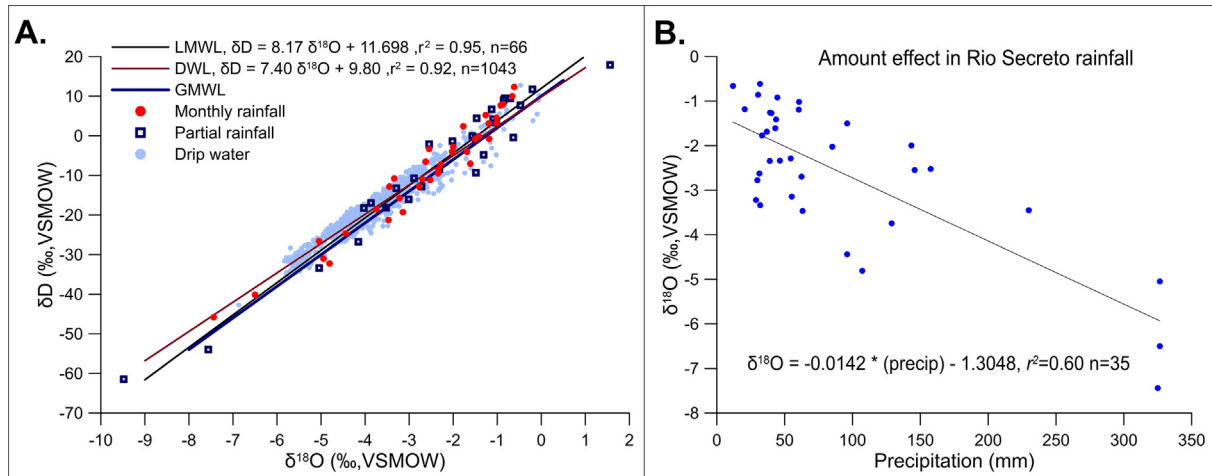 A.
LMWL, δD = 8.17 δ¹⁸O + 11.698 ,r² = 0.95, n=66
DWL, δD = 7.40 δ¹⁸O + 9.80 ,r² = 0.92, n=1043
GMWL
Monthly rainfall
Partial rainfall
Drip water
20
10
0
-10
-20
-30
-40
-50
-60
-70
δD (‰,VSMOW)
-10 -9 -8 -7 -6 -5 -4 -3 -2 -1 0 1 2
δ¹⁸O (‰,VSMOW)
B.
Amount effect in Rio Secreto rainfall
0
-1
-2
-3
-4
-5
-6
-7
-8
δ¹⁸O (‰,VSMOW)
δ¹⁸O = -0.0142 * (precip) - 1.3048, r²=0.60 n=35
0 50 100 150 200 250 300 350
Precipitation (mm)